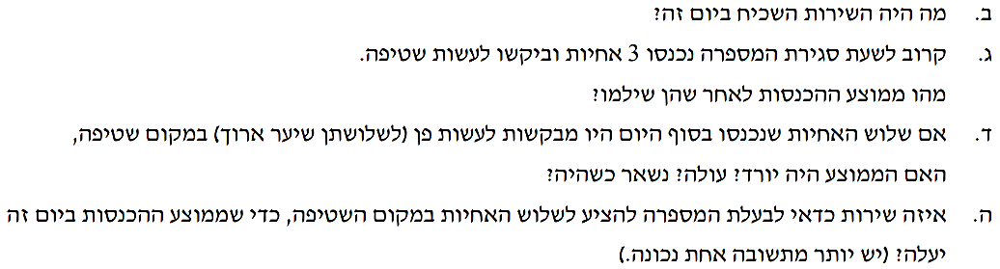 ב. מה היה השירות השכיח ביום זה?
ג. קרוב לשעת סגירת המספרה נכנסו 3 אחיות וביקשו לעשות שטיפה.
מהו ממוצע ההכנסות לאחר שהן שילמו?
ד. אם שלוש האחיות שנכנסו בסוף היום היו מבקשות לעשות פן (לשלושתן שיער ארוך) במקום שטיפה,
האם הממוצע היה יורד? עולה? נשאר כשהיה?
ה. איזה שירות כדאי לבעלת המספרה להציע לשלוש האחיות במקום השטיפה, כדי שממוצע ההכנסות ביום זה
יעלה? (יש יותר מתשובה אחת נכונה.)